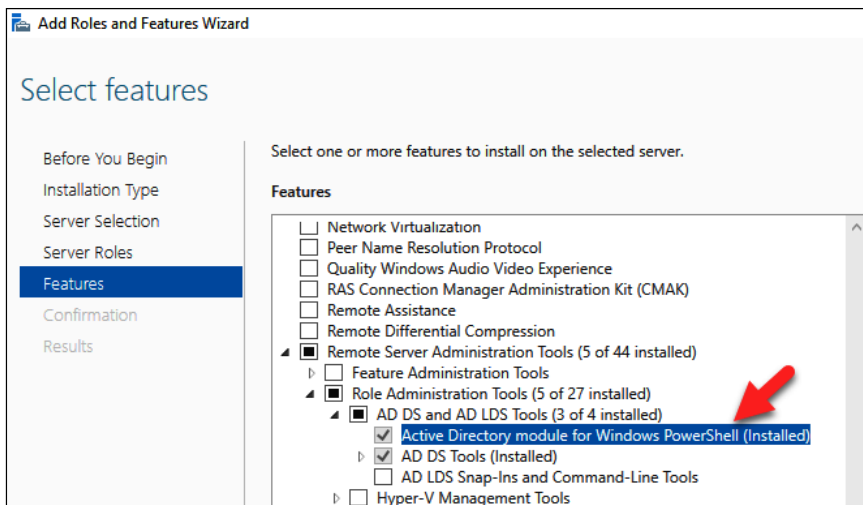 Add Roles and Features Wizard
Select features
Before You Begin
Installation Type
Server Selection
Server Roles
Features
Confirmation
Results
Select one or more features to install on the selected server.
Features
Network Virtualization
Peer Name Resolution Protocol
Quality Windows Audio Video Experience
RAS Connection Manager Administration Kit (CMAK)
Remote Assistance
Remote Differential Compression
Remote Server Administration Tools (5 of 44 installed)
Feature Administration Tools
Role Administration Tools (5 of 27 installed)
AD DS and AD LDS Tools (3 of 4 installed)
Active Directory module for Windows PowerShell (Installed)
AD DS Tools (Installed)
AD LDS Snap-Ins and Command-Line Tools
Hyper-V Management Tools